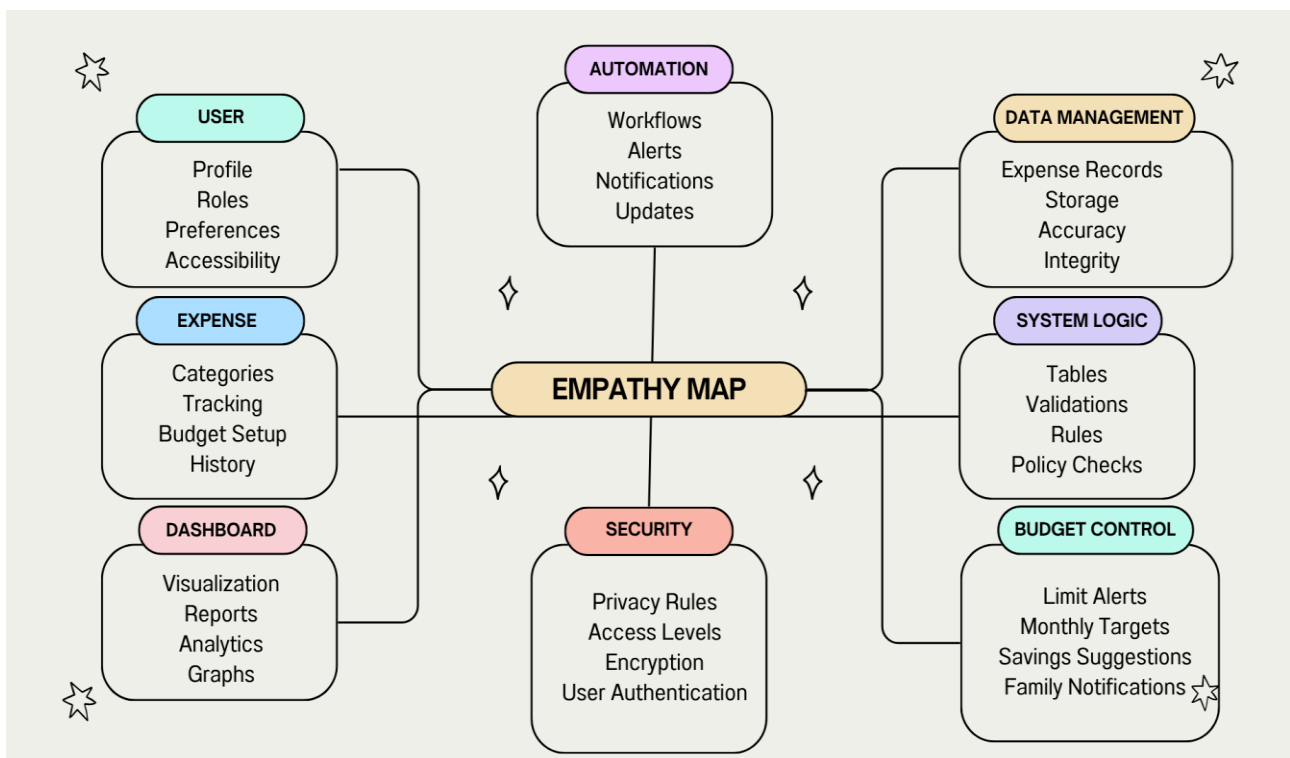 USER
Profile
Roles
Preferences
Accessibility
AUTOMATION
Workflows
Alerts
Notifications
Updates
DATA MANAGEMENT
Expense Records
Storage
Accuracy
Integrity
EXPENSE
Categories
Tracking
Budget Setup
History
EMPATHY MAP
SYSTEM LOGIC
Tables
Validations
Rules
Policy Checks
DASHBOARD
Visualization
Reports
Analytics
Graphs
SECURITY
Privacy Rules
Access Levels
Encryption
User Authentication
BUDGET CONTROL
Limit Alerts
Monthly Targets
Savings Suggestions
Family Notifications